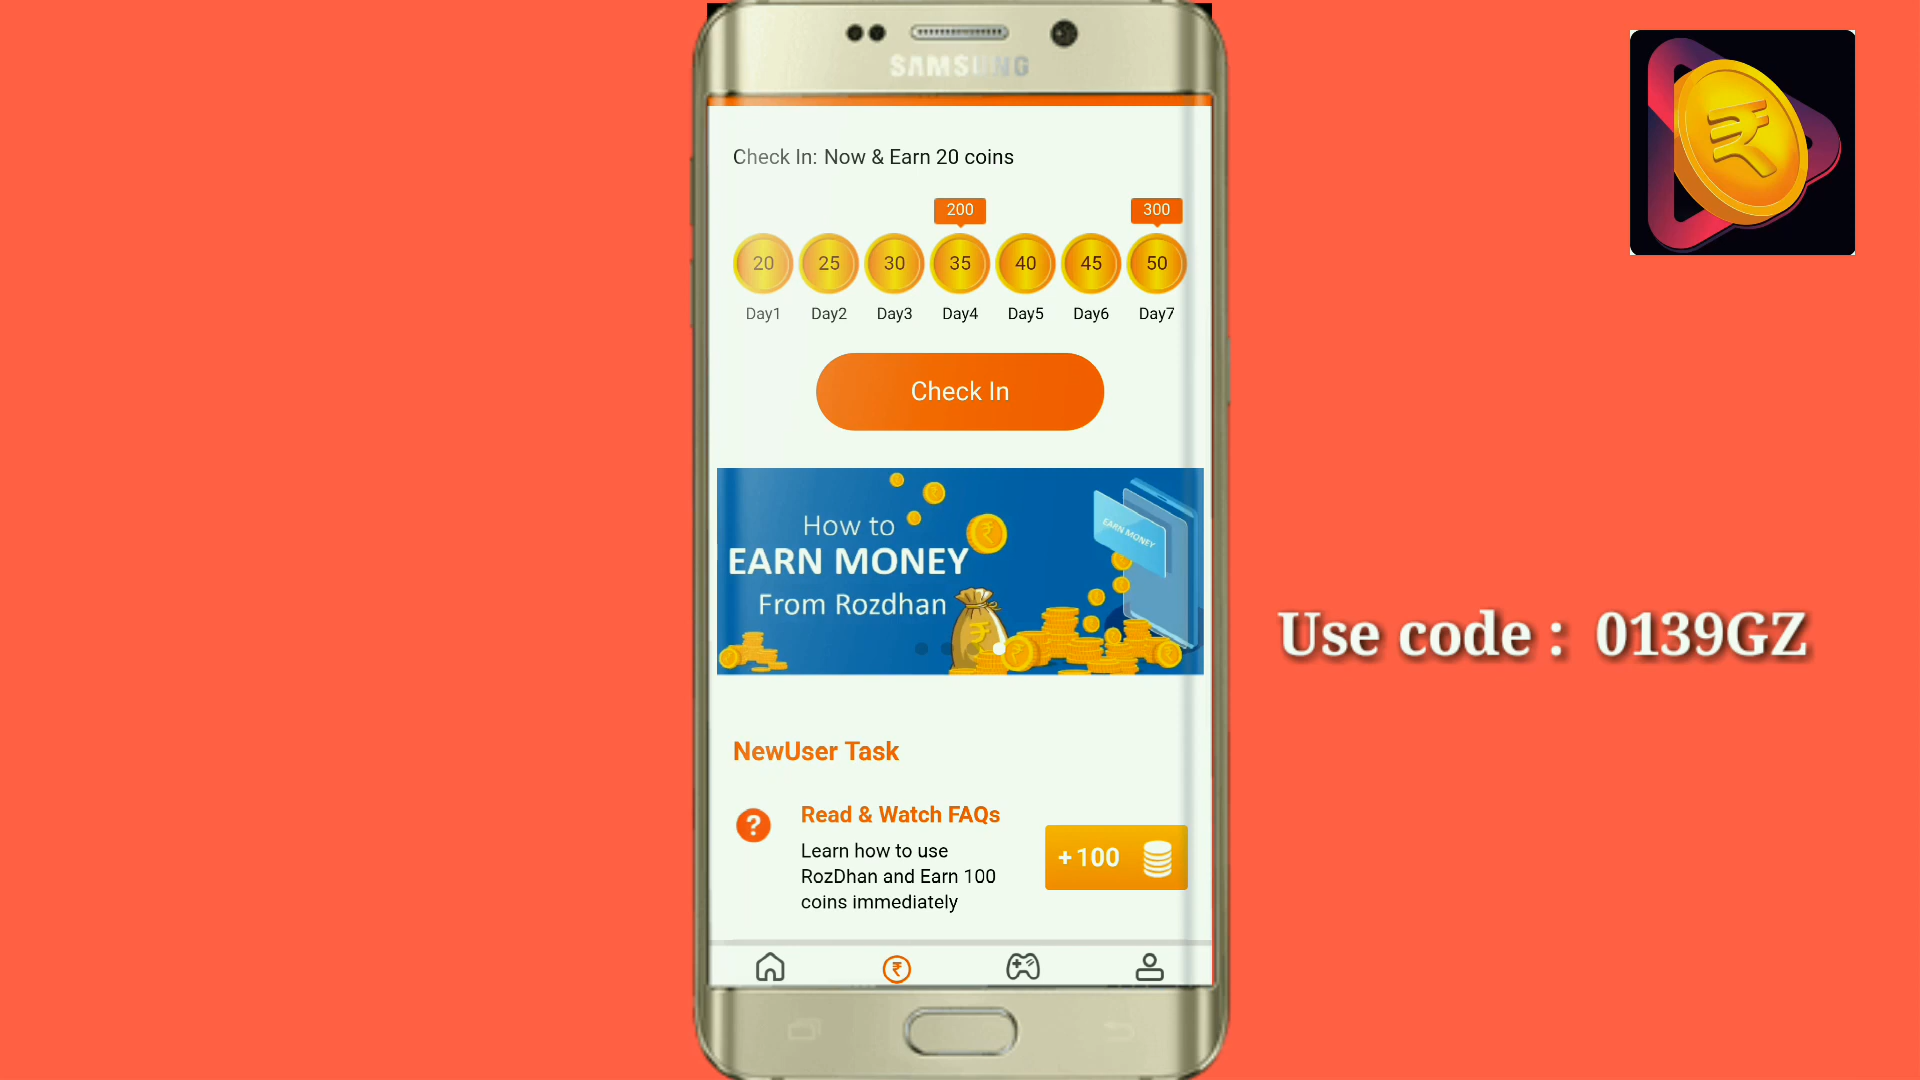 SAMSUNG
Check In: Now & Earn 20 coins
200 300
20 25 30 35 40 45 50
Day1 Day2 Day3 Day4 Day5 Day6 Day7
Check In
How to
EARN MONEY
From Rozdhan
EARN MONEY
Use code : 0139GZ
NewUser Task
Read & Watch FAQs
Learn how to use
RozDhan and Earn 100
coins immediately
+100